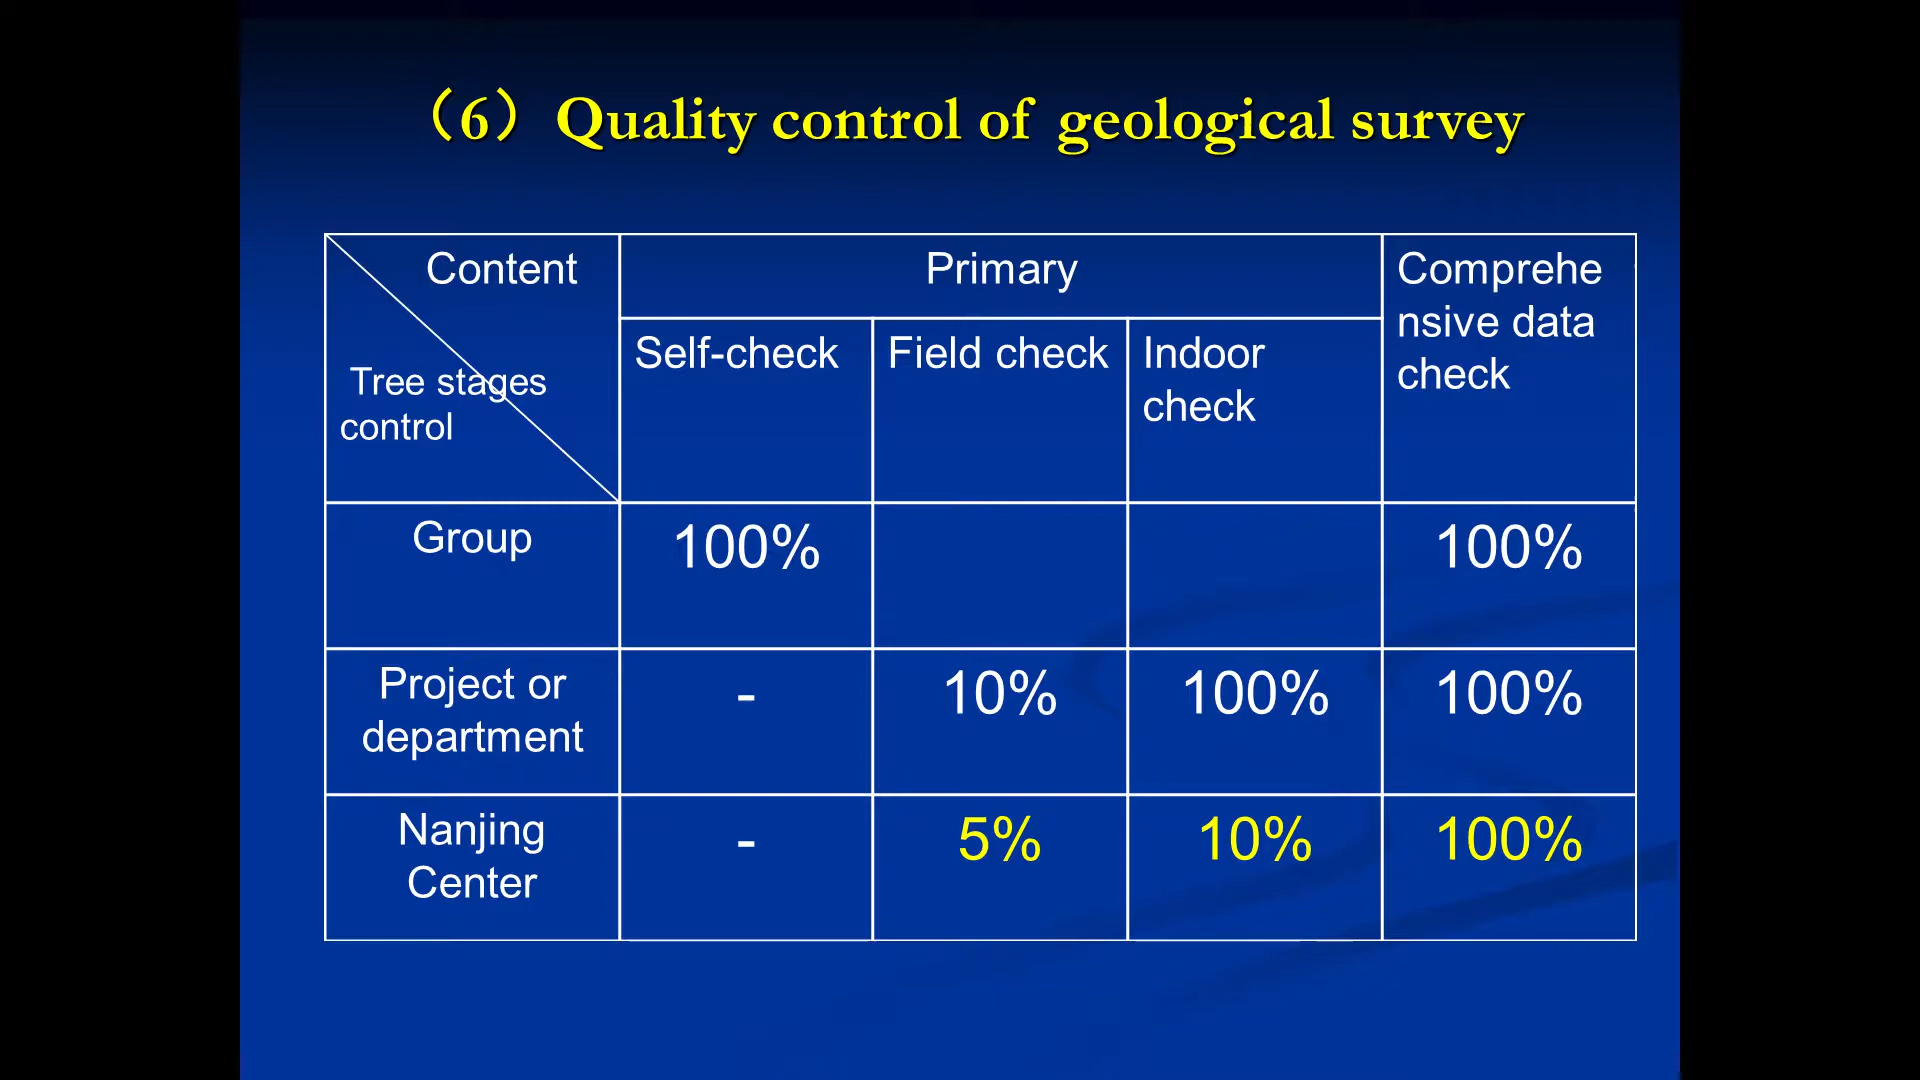 （6）Quality control of geological survey
Content
Tree stages
control
Primary
Comprehe
nsive data
check
Self-check
Field check
Indoor
check
Group
100%
100%
Project or
department
-
10%
100%
100%
Nanjing
Center
-
5%
10%
100%